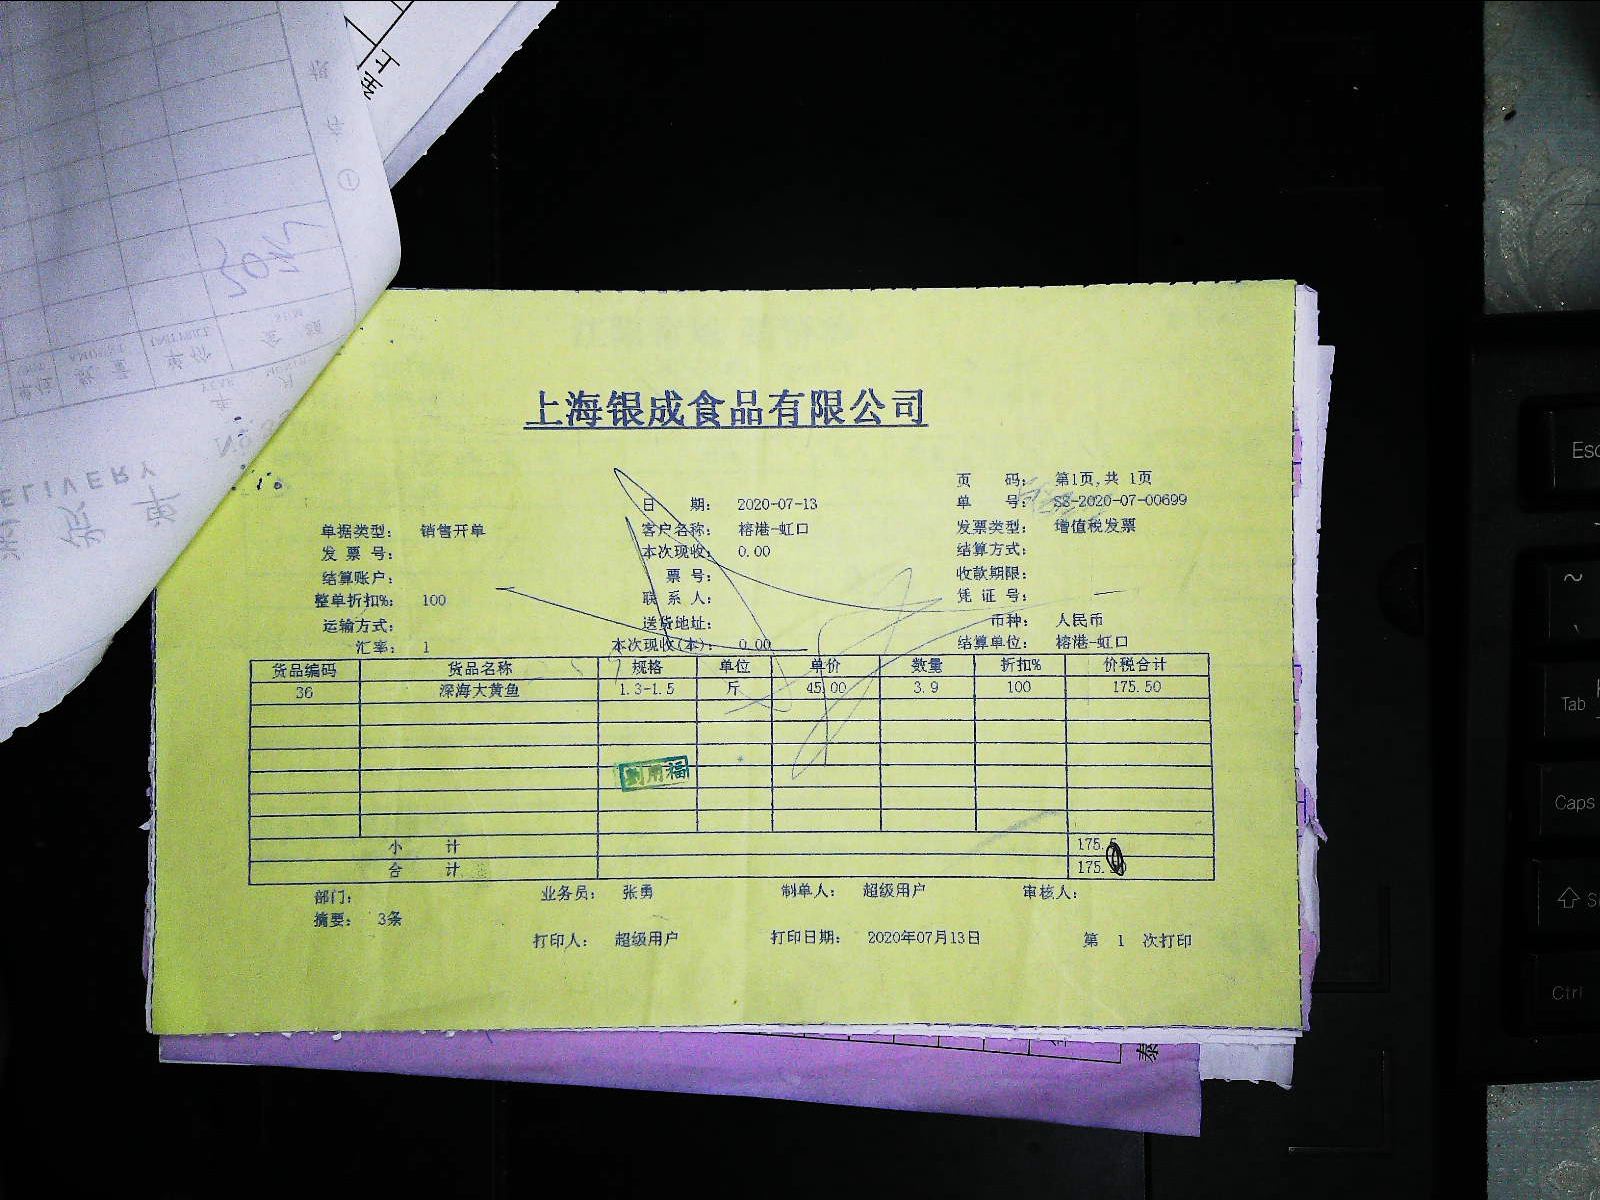 上海银成食品有限公司
页 码： 第1页,共 1页
日 期： 2020-07-13 单 号： SS-2020-07-00699
单据类型： 销售开单 客户名称： 榕港-虹口 发票类型： 增值税发票
发 票 号： 本次现收： 0.00 结算方式：
结算账户： 票 号： 收款期限：
整单折扣%： 100 联 系 人： 凭 证 号：
运输方式： 送货地址： 币种： 人民币
汇率： 1 本次现收(本)： 0.00 结算单位： 榕港-虹口
货品编码 货品名称 规格 单位 单价 数量 折扣% 价税合计
36 深海大黄鱼 1.3-1.5 斤 45.00 3.9 100 175.50
小 计 175.
合 计 175.
部门： 业务员： 张勇 制单人： 超级用户 审核人：
摘要： 3条
打印人： 超级用户 打印日期： 2020年07月13日 第 1 次打印
DELIVERY
单 价
金 额
SUM
Esc
~
Tab
Caps
Ctrl
泰